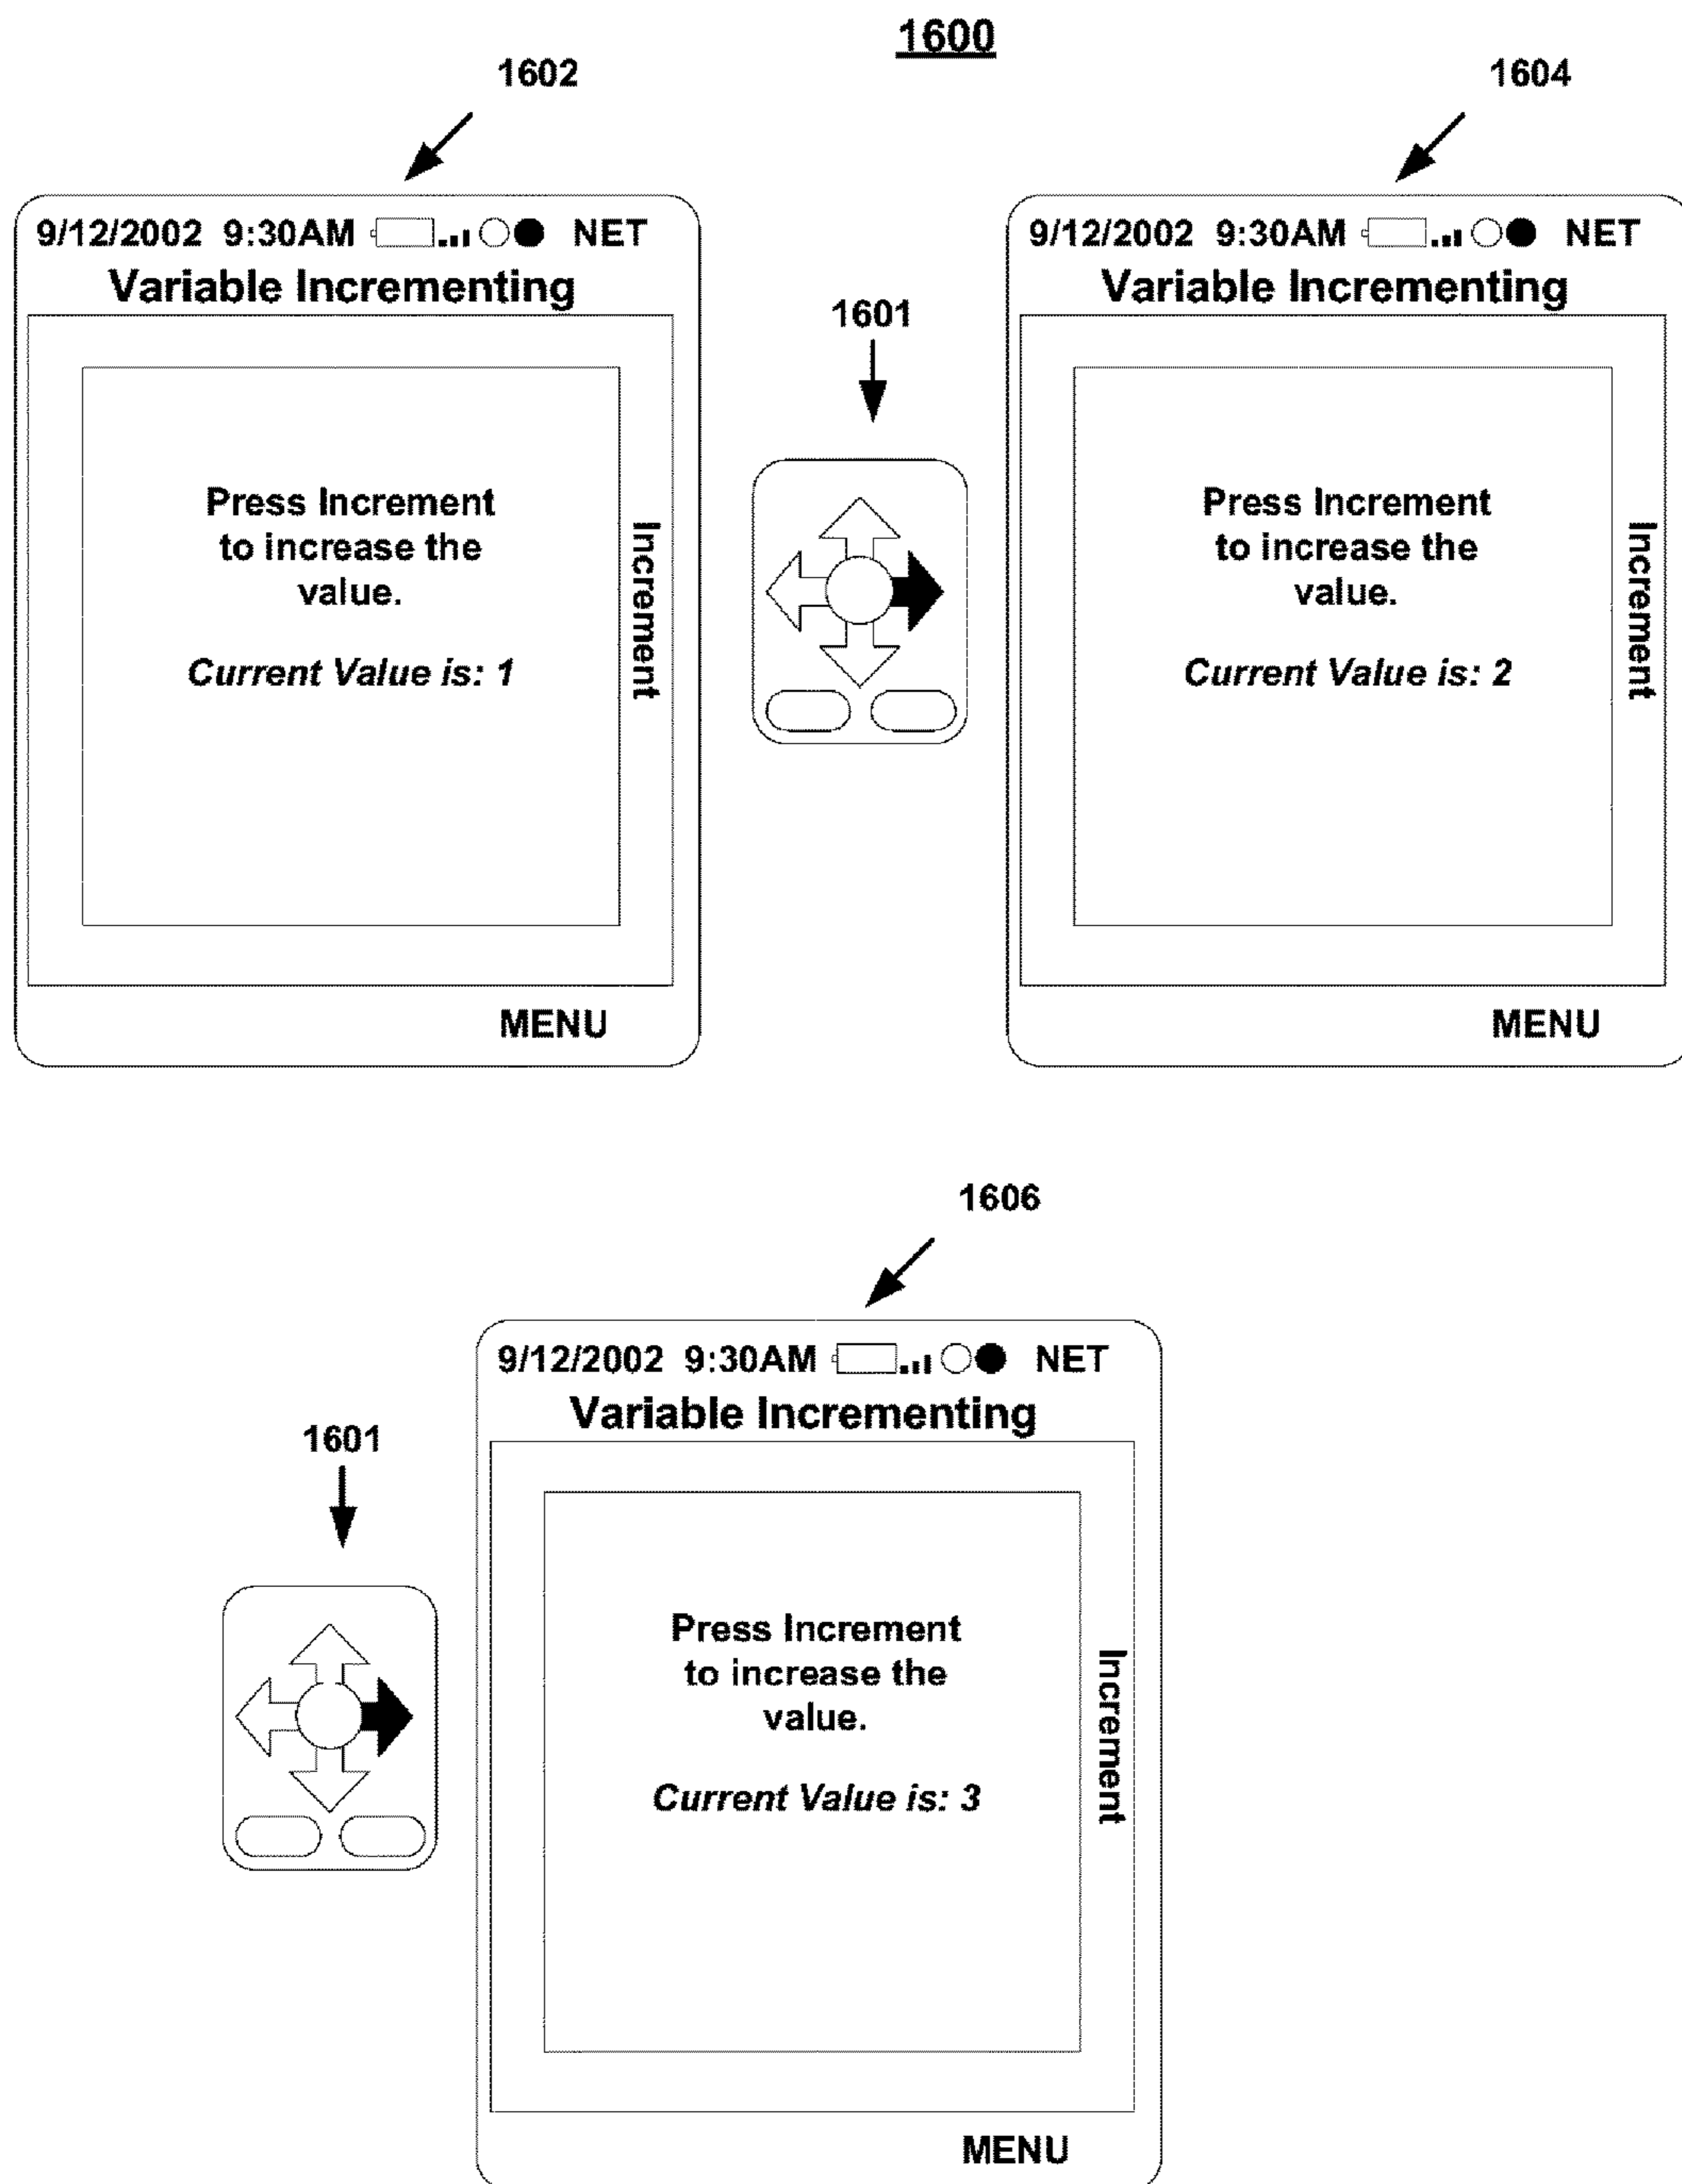 1600
1602
1604
9/12/2002 9:30AM NET
Variable Incrementing
Press Increment
to increase the
value.
Current Value is: 1
Increment
MENU
1601
9/12/2002 9:30AM NET
Variable Incrementing
Press Increment
to increase the
value.
Current Value is: 2
Increment
MENU
1606
1601
9/12/2002 9:30AM NET
Variable Incrementing
Press Increment
to increase the
value.
Current Value is: 3
Increment
MENU